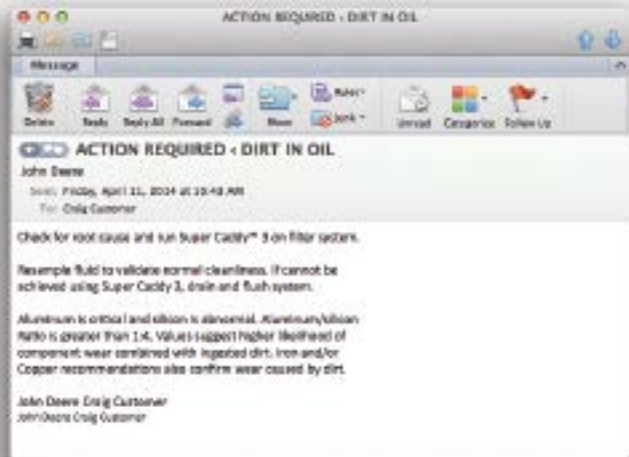 ACTION REQUIRED - DIRT IN OIL
Message
Delete Reply Reply All Forward Move Rules Junk Unread Categorize Follow Up
ACTION REQUIRED - DIRT IN OIL
John Deere
Sent: Friday, April 11, 2014 at 10:43 AM
To: Craig Customer
Check for root cause and run Super Caddy™ 3 on filter system.
Resample fluid to validate normal cleanliness. If cannot be
achieved using Super Caddy 3, drain and flush system.
Aluminum is critical and silicon is abnormal. Aluminum/silicon
Ratio is greater than 1:4. Values suggest higher likelihood of
component wear combined with ingested dirt. Iron and/or
Copper recommendations also confirm wear caused by dirt.
John Deere Craig Customer
John Deere Craig Customer